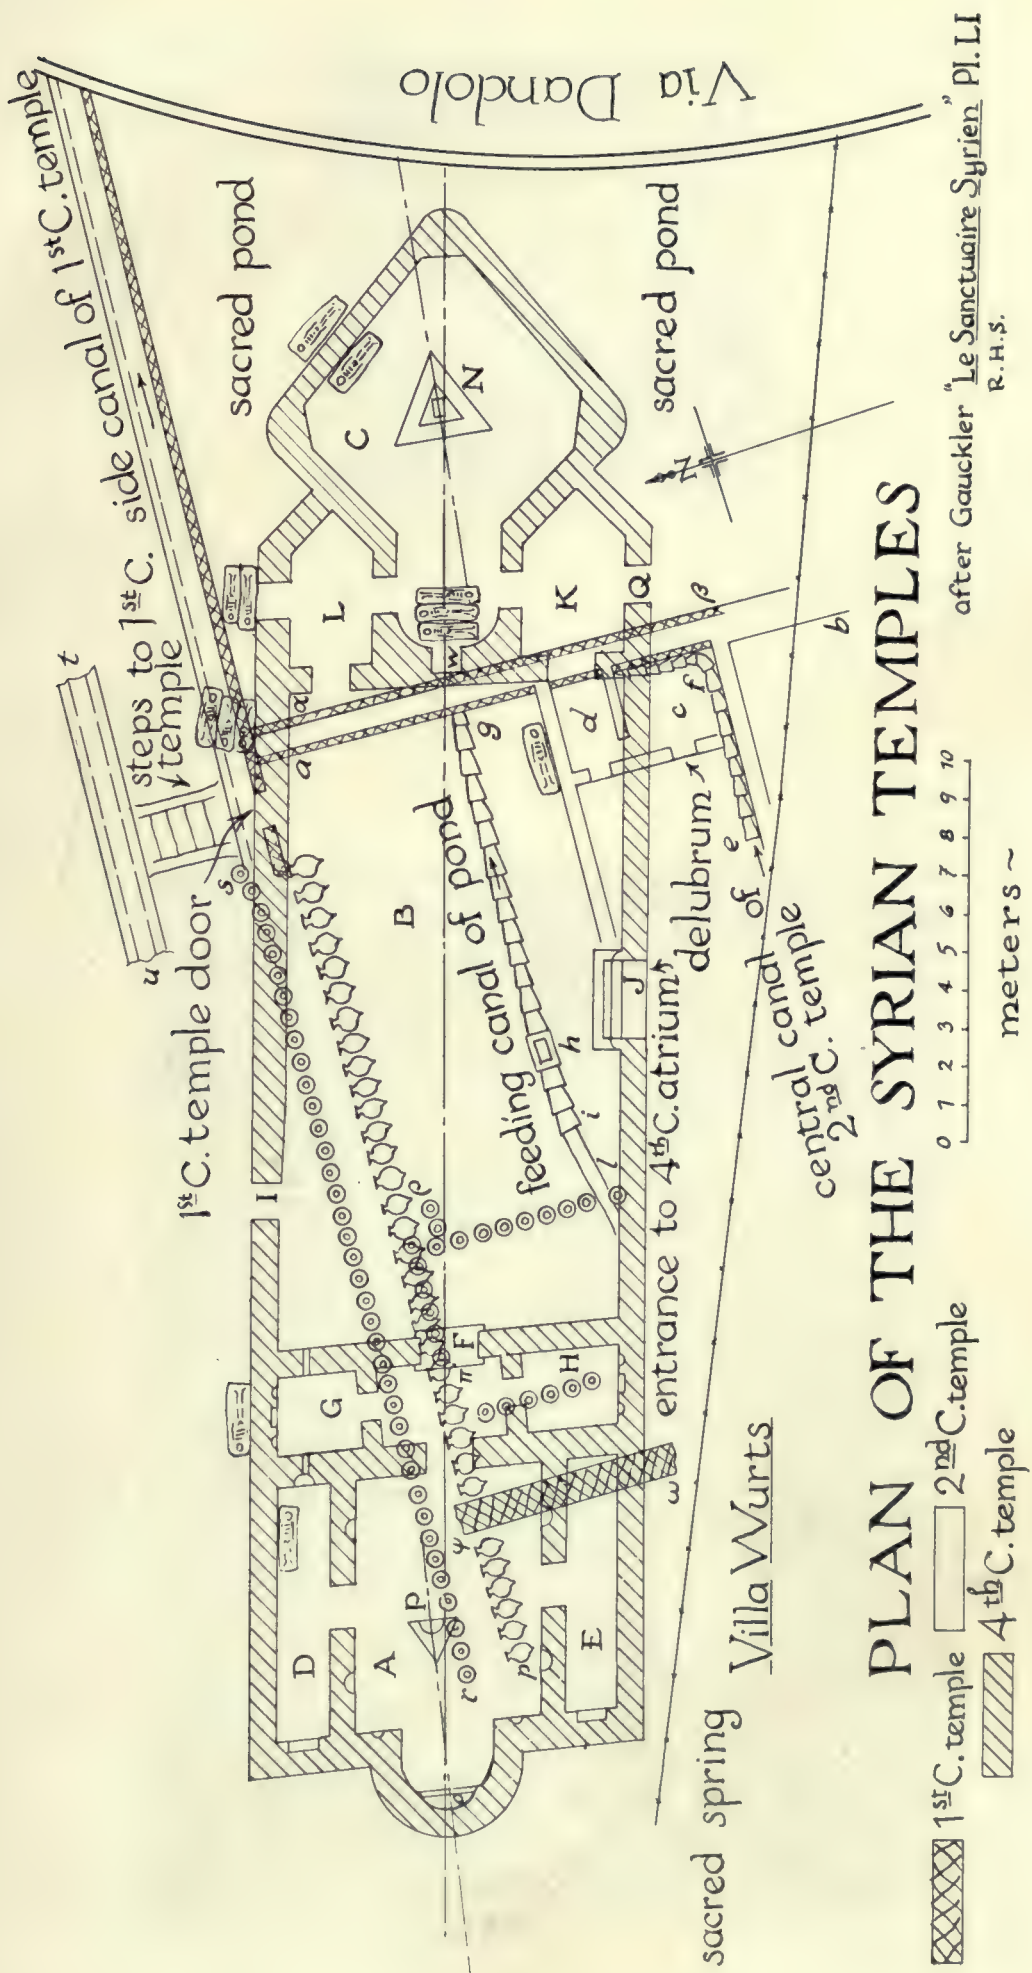 PLAN OF THE SYRIAN TEMPLES
after Gauckler "Le Sanctuaire Syrien" Pl. LI
R.H.S.
1st C. temple
2nd C. temple
4th C. temple
0 1 2 3 4 5 6 7 8 9 10
meters ~
Via Dandolo
side canal of 1st C. temple
steps to 1st C.
temple
1st C. temple door
sacred pond
sacred pond
feeding canal of pond
delubrum
of
central canal
2nd C. temple
entrance to 4th C. atrium
Villa Wurts
sacred spring
N
t
u
s
I
G
D
A
P
r
p
E
ψ
ω
H
π
F
ρ
B
l
i
h
J
e
f
c
d
g
a
α
w
L
K
Q
β
b
C
N